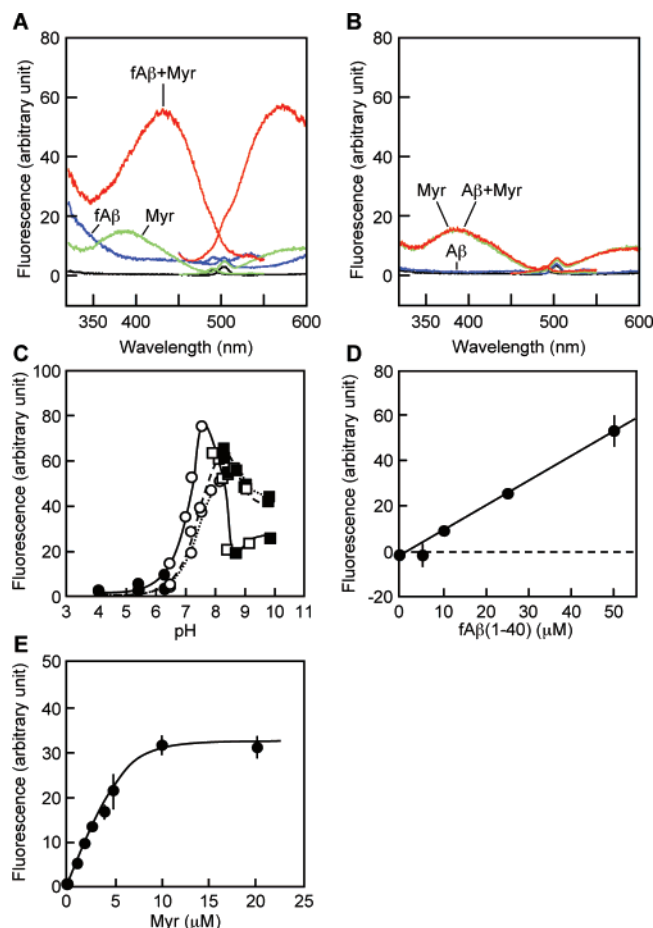 A
80
60
40
20
0
Fluorescence (arbitrary unit)
fAβ+Myr
fAβ
Myr
350 400 450 500 550 600
Wavelength (nm)
B
80
60
40
20
0
Fluorescence (arbitrary unit)
Myr
Aβ+Myr
Aβ
350 400 450 500 550 600
Wavelength (nm)
C
100
80
60
40
20
0
Fluorescence (arbitrary unit)
3 4 5 6 7 8 9 10 11
pH
D
80
60
40
20
0
-20
Fluorescence (arbitrary unit)
0 10 20 30 40 50
fAβ(1-40) (μM)
E
50
40
30
20
10
0
Fluorescence (arbitrary unit)
0 5 10 15 20 25
Myr (μM)